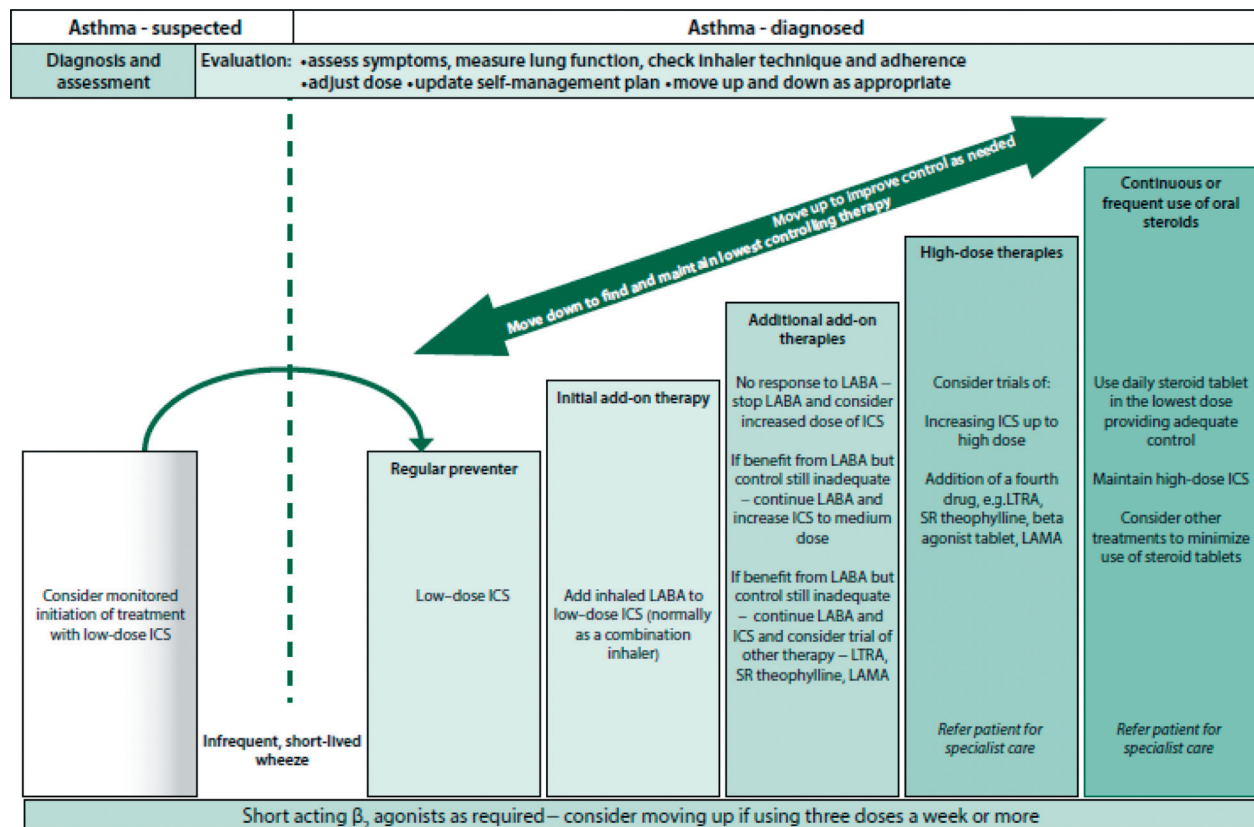 Asthma - suspected
Asthma - diagnosed
Diagnosis and
assessment
Evaluation: •assess symptoms, measure lung function, check inhaler technique and adherence
•adjust dose •update self-management plan •move up and down as appropriate
Move up to improve control as needed
Move down to find and maintain lowest controlling therapy
Consider monitored
initiation of treatment
with low-dose ICS
Infrequent, short-lived
wheeze
Regular preventer
Low–dose ICS
Initial add-on therapy
Add inhaled LABA to
low–dose ICS (normally
as a combination
inhaler)
Additional add-on
therapies
No response to LABA –
stop LABA and consider
increased dose of ICS
If benefit from LABA but
control still inadequate
– continue LABA and
increase ICS to medium
dose
If benefit from LABA but
control still inadequate
– continue LABA and
ICS and consider trial of
other therapy – LTRA,
SR theophylline, LAMA
High-dose therapies
Consider trials of:
Increasing ICS up to
high dose
Addition of a fourth
drug, e.g.LTRA,
SR theophylline, beta
agonist tablet, LAMA
Refer patient for
specialist care
Continuous or
frequent use of oral
steroids
Use daily steroid tablet
in the lowest dose
providing adequate
control
Maintain high-dose ICS
Consider other
treatments to minimize
use of steroid tablets
Refer patient for
specialist care
Short acting β₂ agonists as required – consider moving up if using three doses a week or more